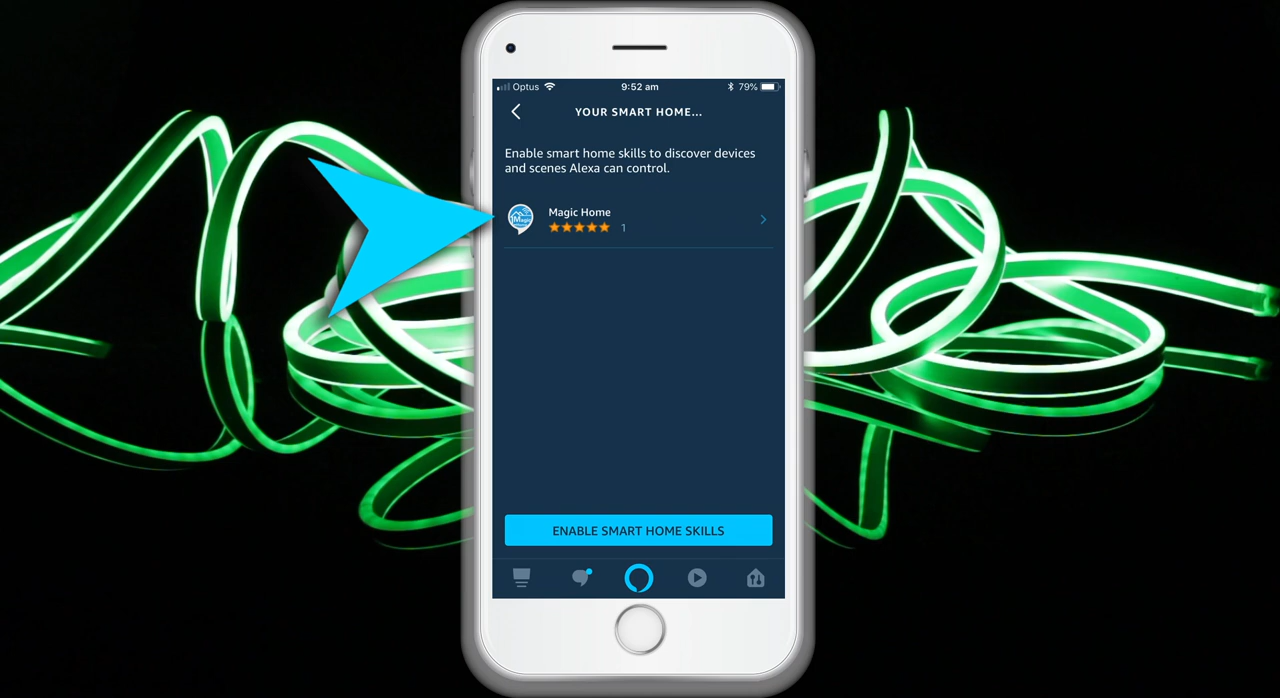 Optus 9:52 am 79%
YOUR SMART HOME...
Enable smart home skills to discover devices
and scenes Alexa can control.
Magic
Magic Home
1
ENABLE SMART HOME SKILLS